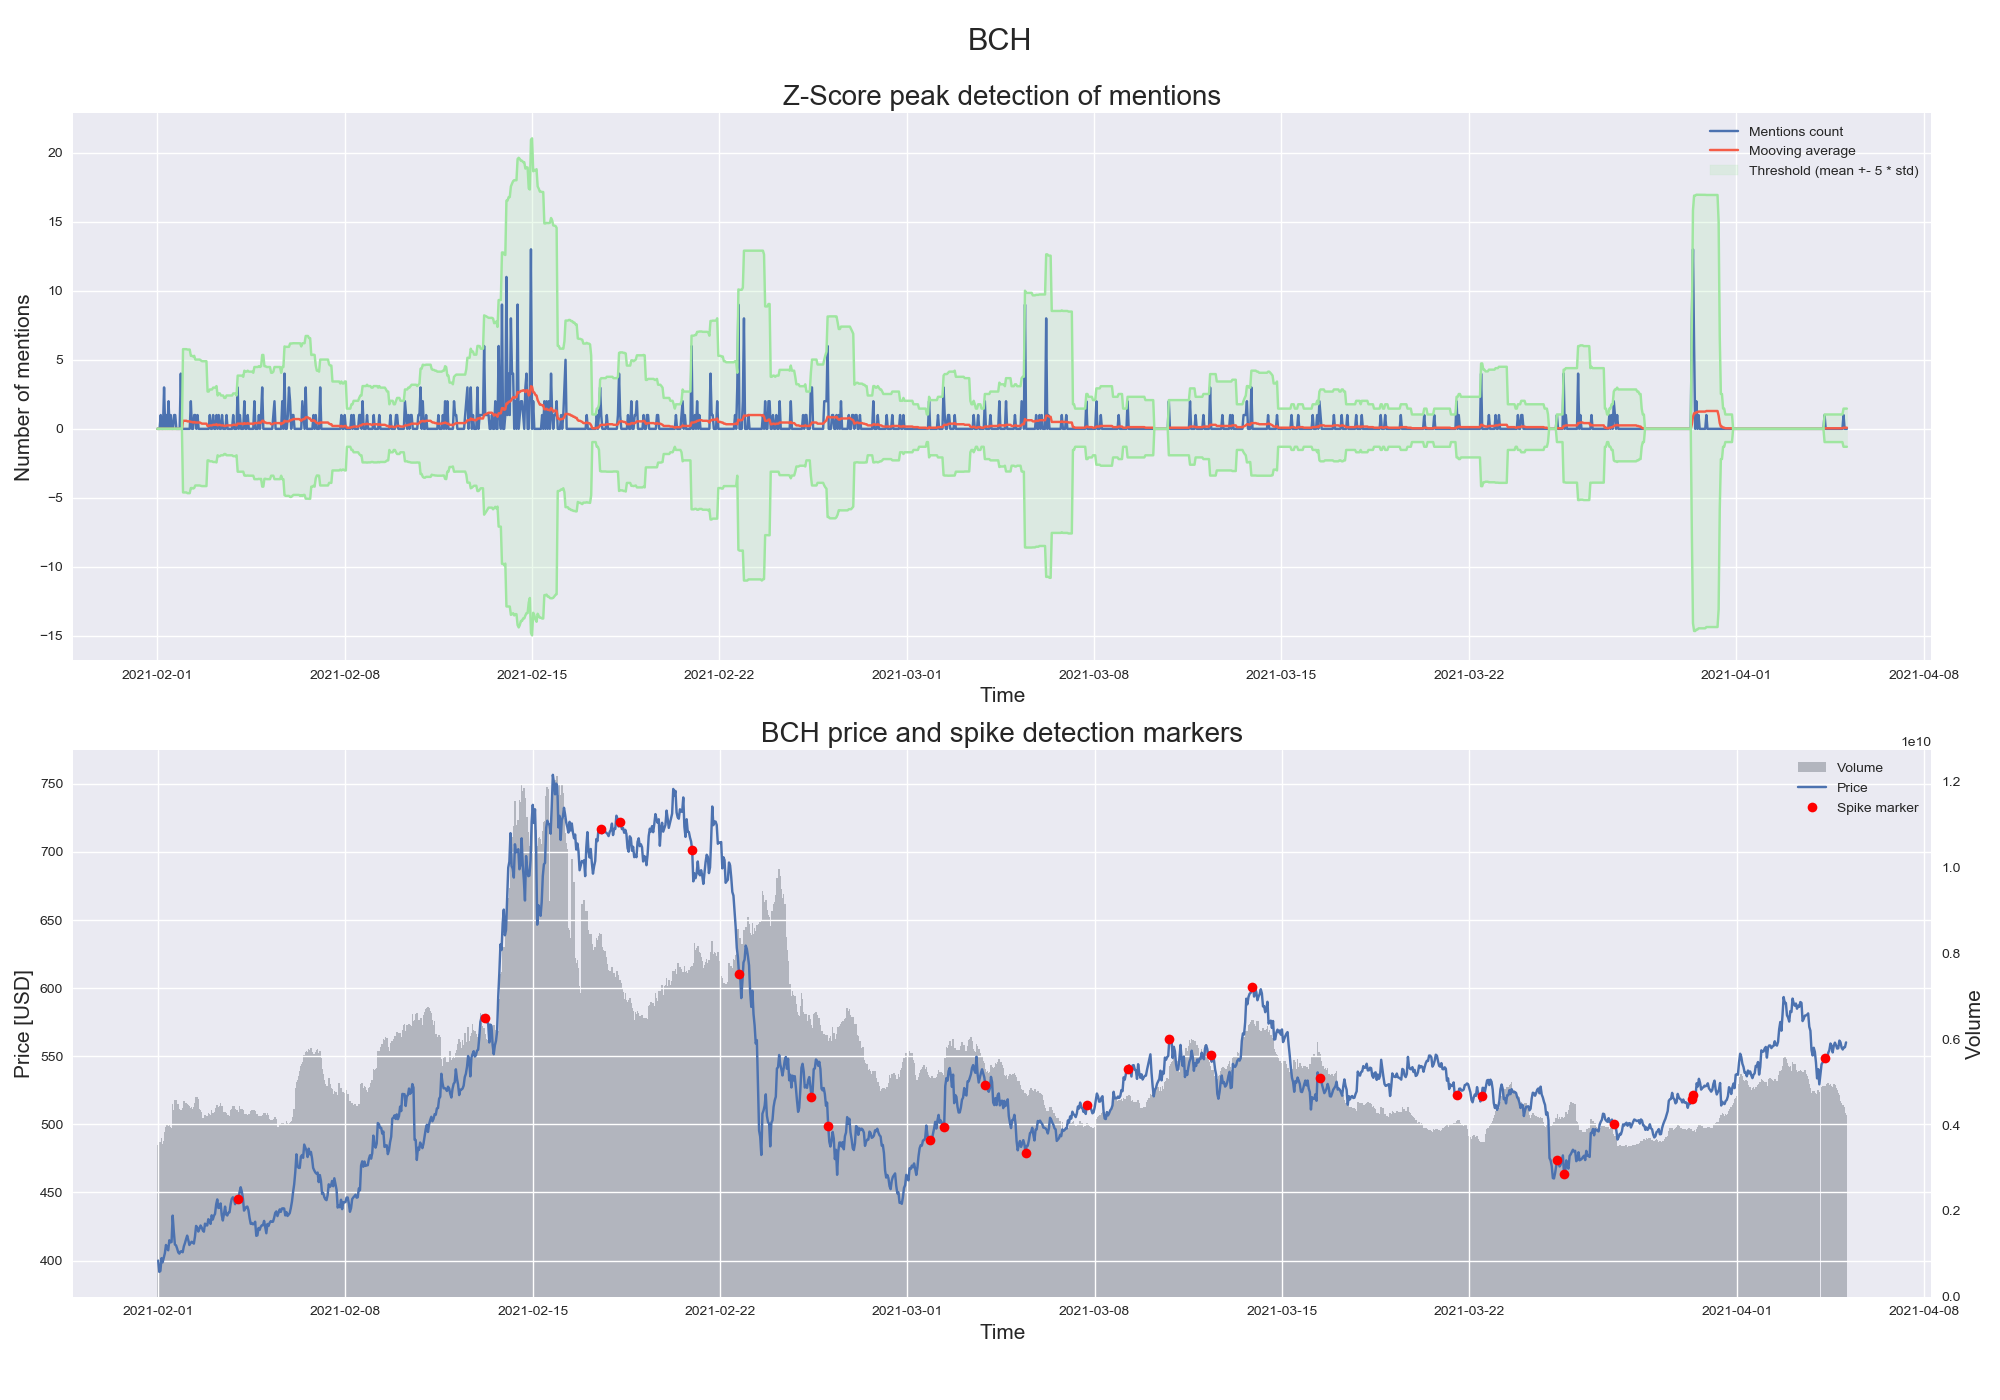 BCH
Z-Score peak detection of mentions
Mentions count
Mooving average
Threshold (mean +- 5 * std)
Number of mentions
20
15
10
5
0
−5
−10
−15
2021-02-01 2021-02-08 2021-02-15 2021-02-22 2021-03-01 2021-03-08 2021-03-15 2021-03-22 2021-04-01 2021-04-08
Time
BCH price and spike detection markers
1e10
Volume
Price
Spike marker
Price [USD]
750
700
650
600
550
500
450
400
1.2
1.0
0.8
0.6
0.4
0.2
0.0
Volume
2021-02-01 2021-02-08 2021-02-15 2021-02-22 2021-03-01 2021-03-08 2021-03-15 2021-03-22 2021-04-01 2021-04-08
Time